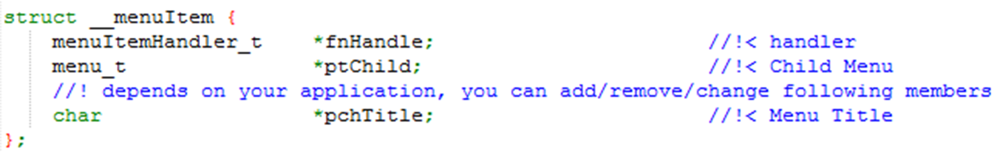 struct __menuItem {
    menuItemHandler_t    *fnHandle;                       //!< handler
    menu_t               *ptChild;                        //!< Child Menu
    //! depends on your application, you can add/remove/change following members
    char                 *pchTitle;                       //!< Menu Title
};